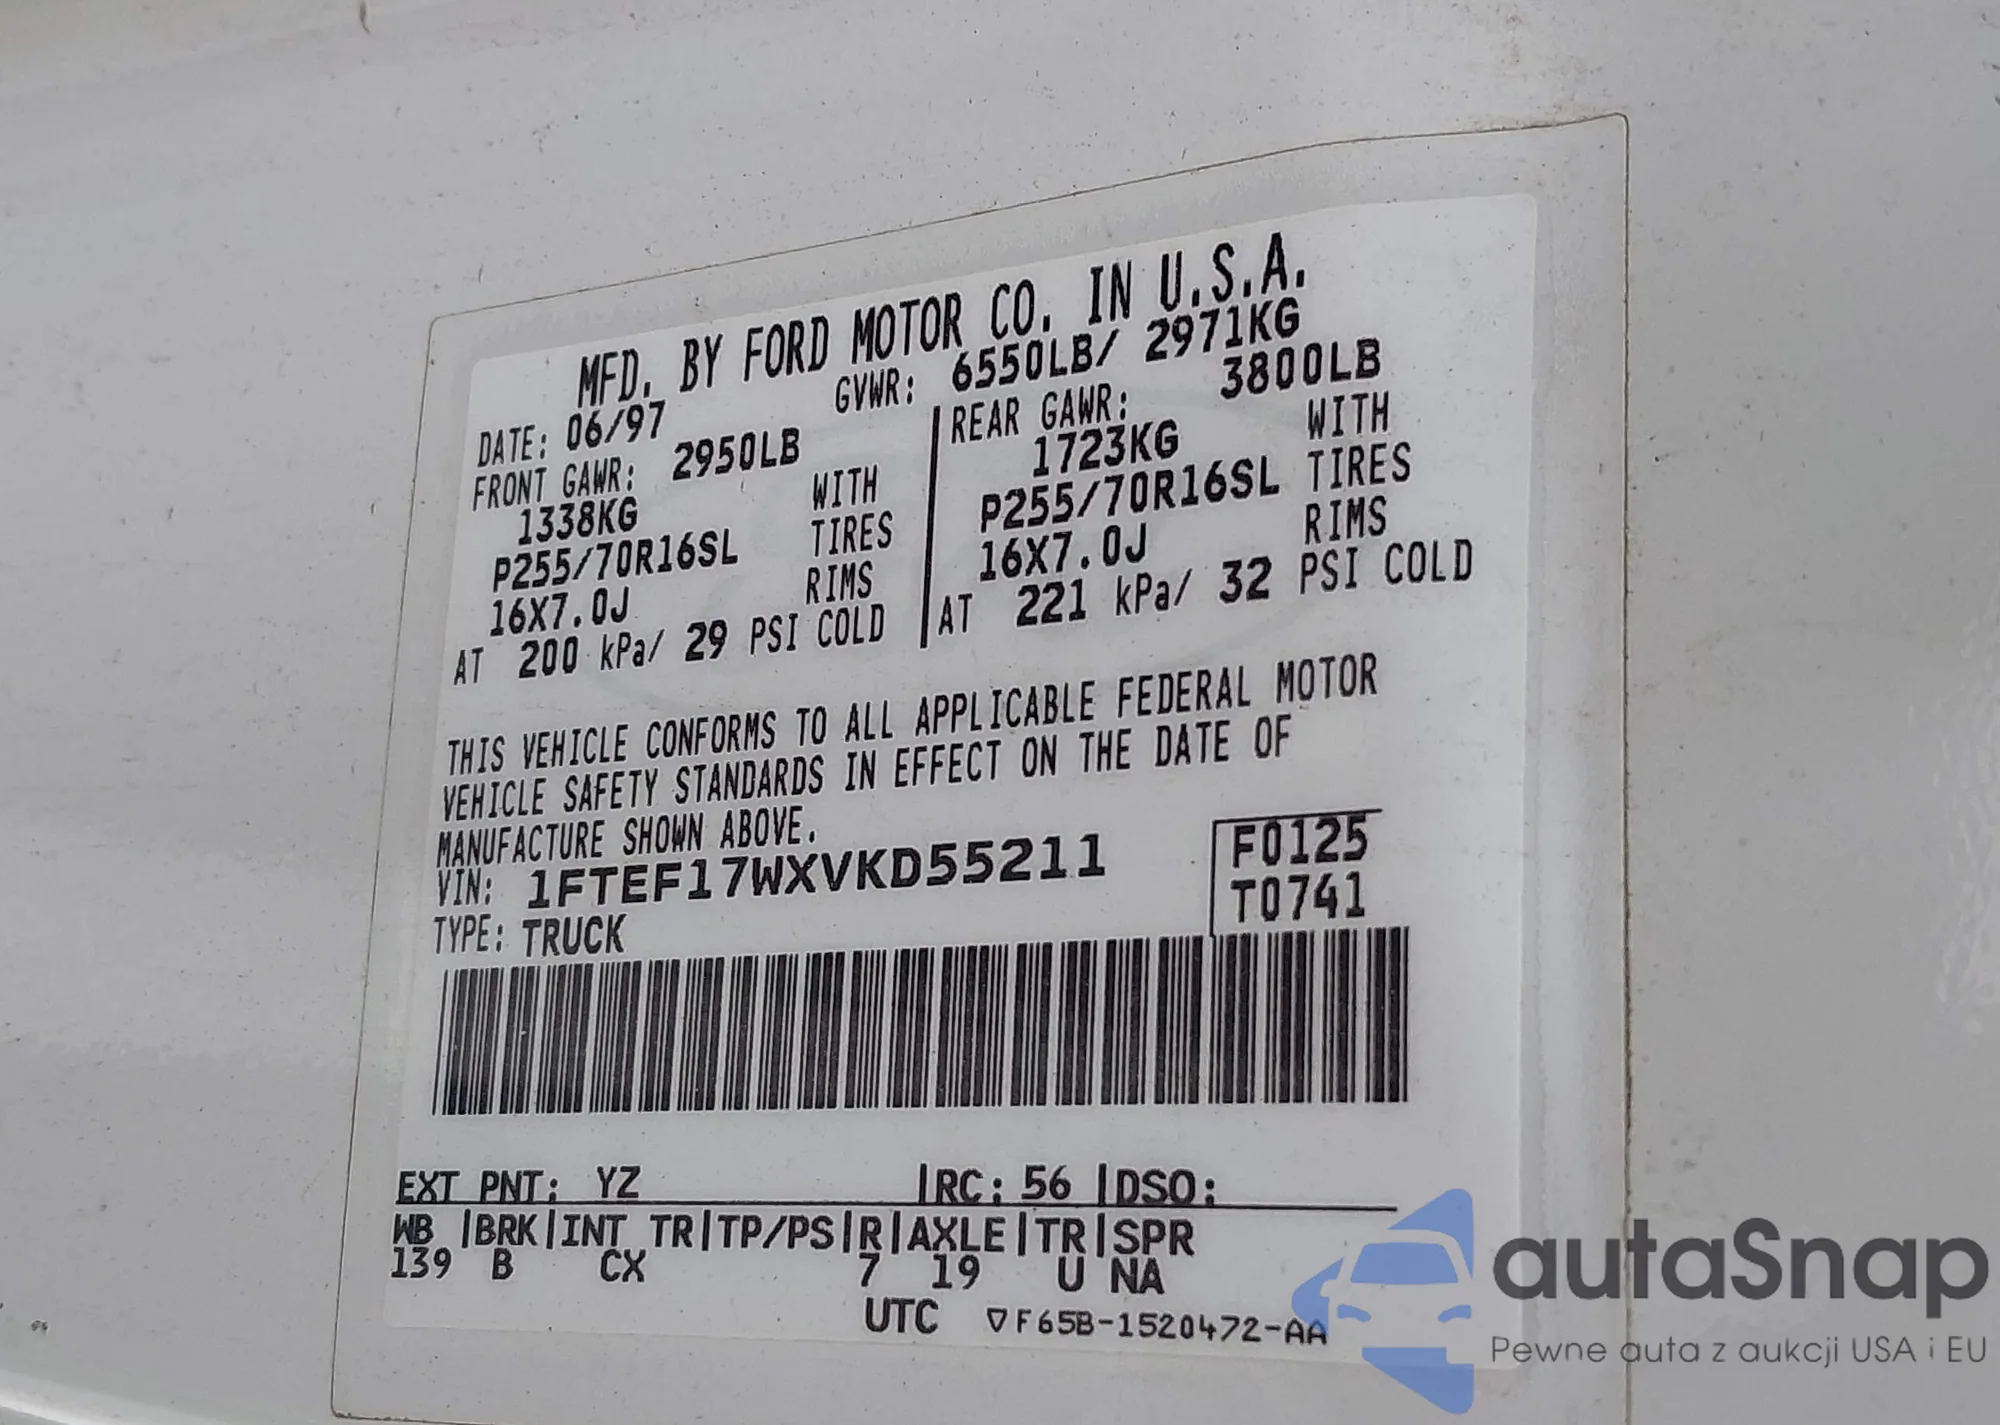 MFD. BY FORD MOTOR CO. IN U.S.A.
DATE: 06/97 GVWR: 6550LB/ 2971KG
FRONT GAWR: 2950LB REAR GAWR: 3800LB
1338KG WITH 1723KG WITH
P255/70R16SL TIRES P255/70R16SL TIRES
16X7.0J RIMS 16X7.0J RIMS
AT 200 kPa/ 29 PSI COLD AT 221 kPa/ 32 PSI COLD
THIS VEHICLE CONFORMS TO ALL APPLICABLE FEDERAL MOTOR
VEHICLE SAFETY STANDARDS IN EFFECT ON THE DATE OF
MANUFACTURE SHOWN ABOVE.
VIN: 1FTEF17WXVKD55211 F0125
TYPE: TRUCK T0741
EXT PNT: YZ |RC: 56 |DSO:
WB |BRK|INT TR|TP/PS|R|AXLE|TR|SPR
139 B CX 7 19 U NA
UTC ▽F65B-1520472-AA
autaSnap
Pewne auta z aukcji USA i EU